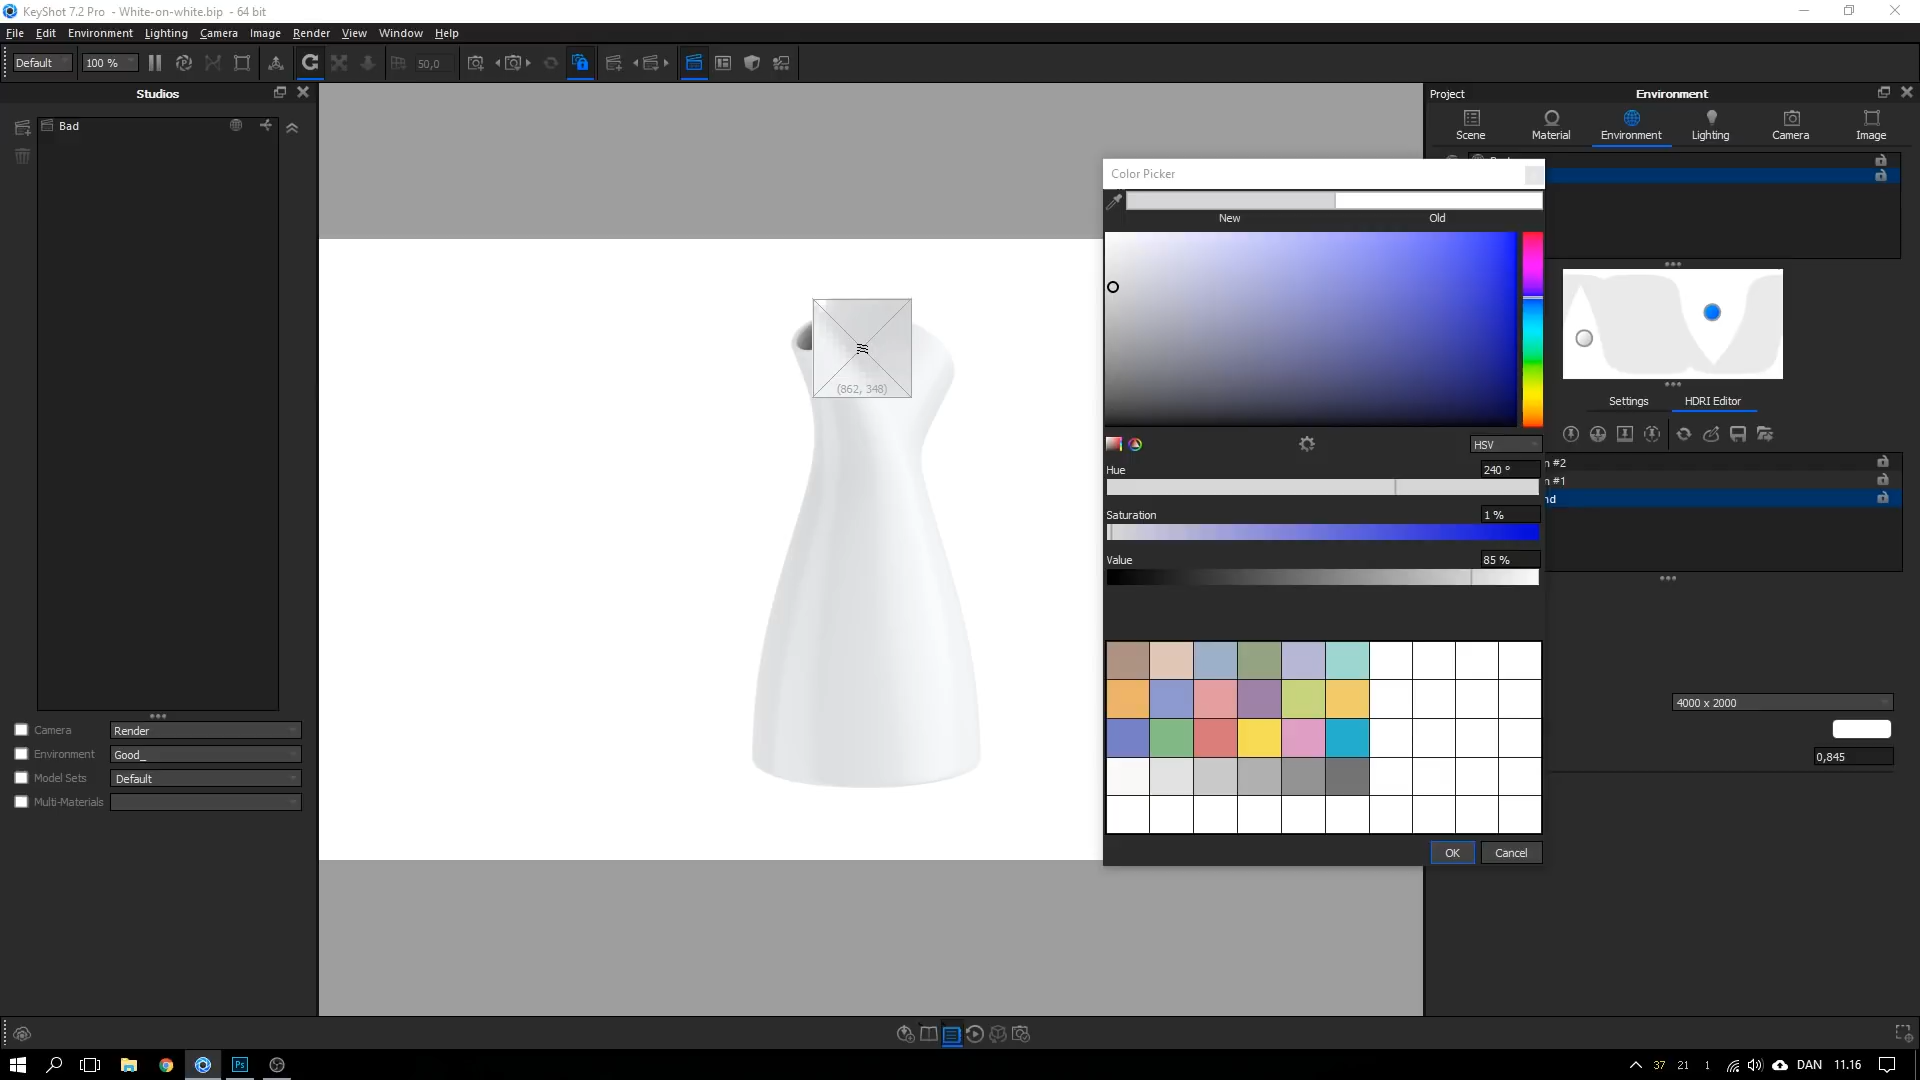 KeyShot 7.2 Pro - White-on-white.bip - 64 bit
File Edit Environment Lighting Camera Image Render View Window Help
Default 100 % 50,0
Studios
Bad
Camera Render
Environment Good_
Model Sets Default
Multi-Materials
(862, 348)
Project Environment
Scene Material Environment Lighting Camera Image
Color Picker
New Old
HSV
Hue 240 °
Saturation 1 %
Value 85 %
OK Cancel
Settings HDRI Editor
n #2
n #1
nd
4000 x 2000
0,845
Ps
37 21 1 DAN 11.16